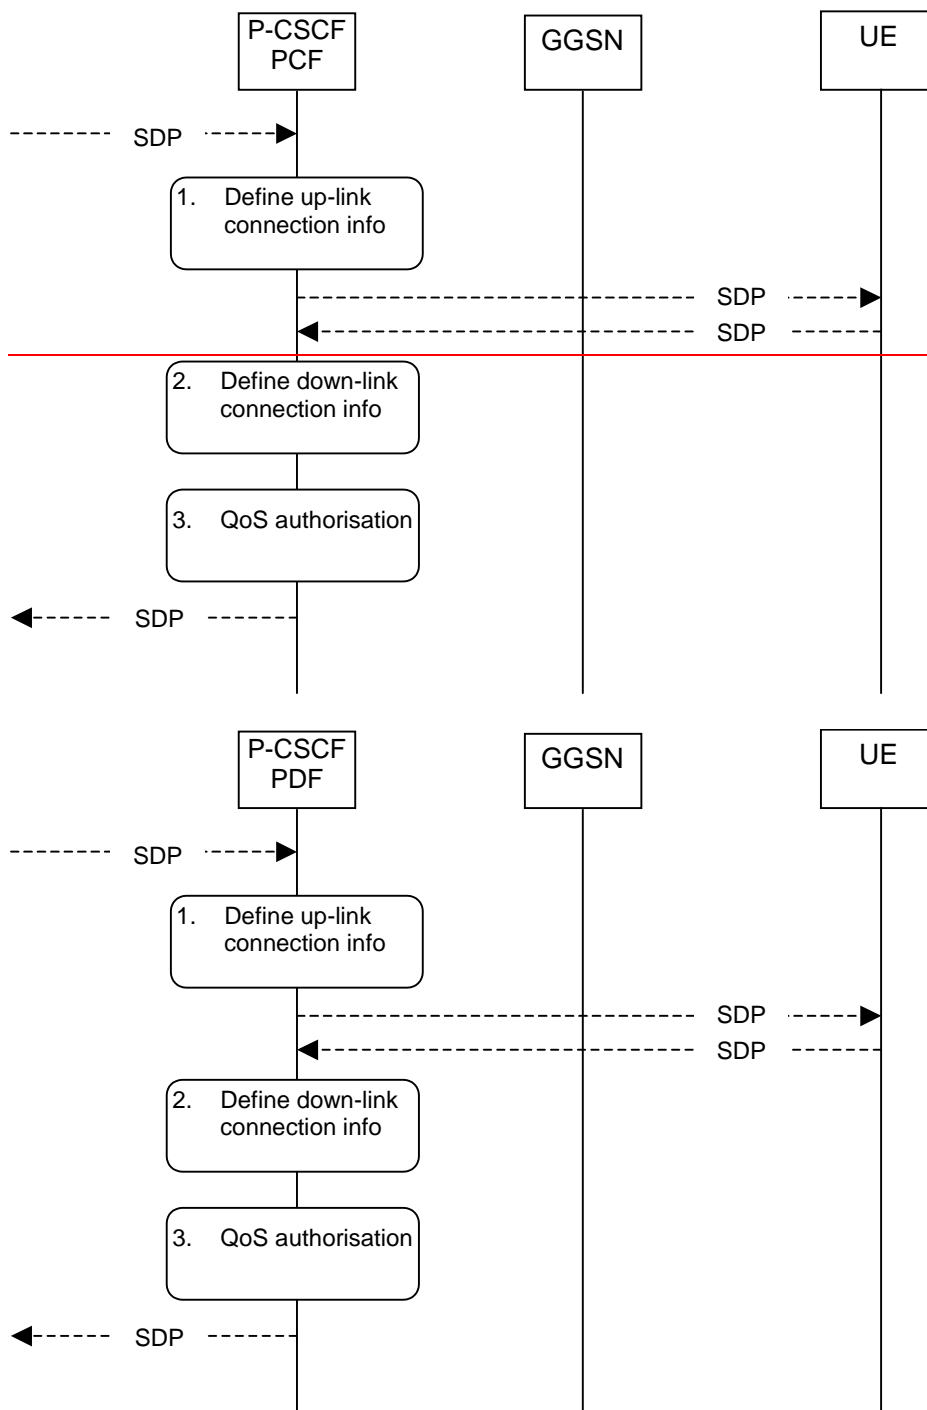 P-CSCF
PCF
GGSN
UE
SDP
1. Define up-link
connection info
SDP
SDP
2. Define down-link
connection info
3. QoS authorisation
SDP
P-CSCF
PDF
GGSN
UE
SDP
1. Define up-link
connection info
SDP
SDP
2. Define down-link
connection info
3. QoS authorisation
SDP